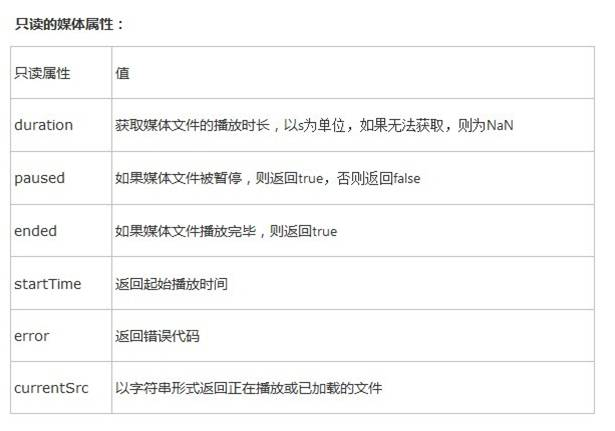 只读的媒体属性：
只读属性 值
duration 获取媒体文件的播放时长，以s为单位，如果无法获取，则为NaN
paused 如果媒体文件被暂停，则返回true，否则返回false
ended 如果媒体文件播放完毕，则返回true
startTime 返回起始播放时间
error 返回错误代码
currentSrc 以字符串形式返回正在播放或已加载的文件